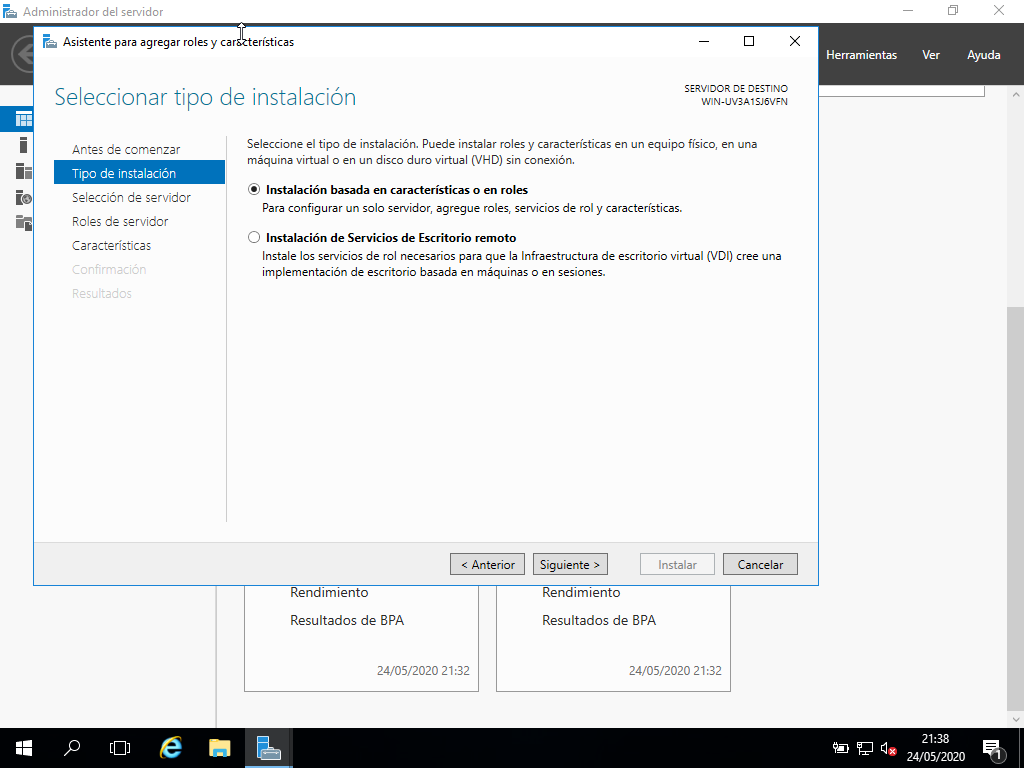 Administrador del servidor
Asistente para agregar roles y características
Herramientas
Ver
Ayuda
Seleccionar tipo de instalación
SERVIDOR DE DESTINO
WIN-UV3A1SJ6VFN
Antes de comenzar
Tipo de instalación
Selección de servidor
Roles de servidor
Características
Confirmación
Resultados
Seleccione el tipo de instalación. Puede instalar roles y características en un equipo físico, en una
máquina virtual o en un disco duro virtual (VHD) sin conexión.
Instalación basada en características o en roles
Para configurar un solo servidor, agregue roles, servicios de rol y características.
Instalación de Servicios de Escritorio remoto
Instale los servicios de rol necesarios para que la Infraestructura de escritorio virtual (VDI) cree una
implementación de escritorio basada en máquinas o en sesiones.
< Anterior
Siguiente >
Instalar
Cancelar
Rendimiento
Resultados de BPA
24/05/2020 21:32
Rendimiento
Resultados de BPA
24/05/2020 21:32
21:38
24/05/2020
1